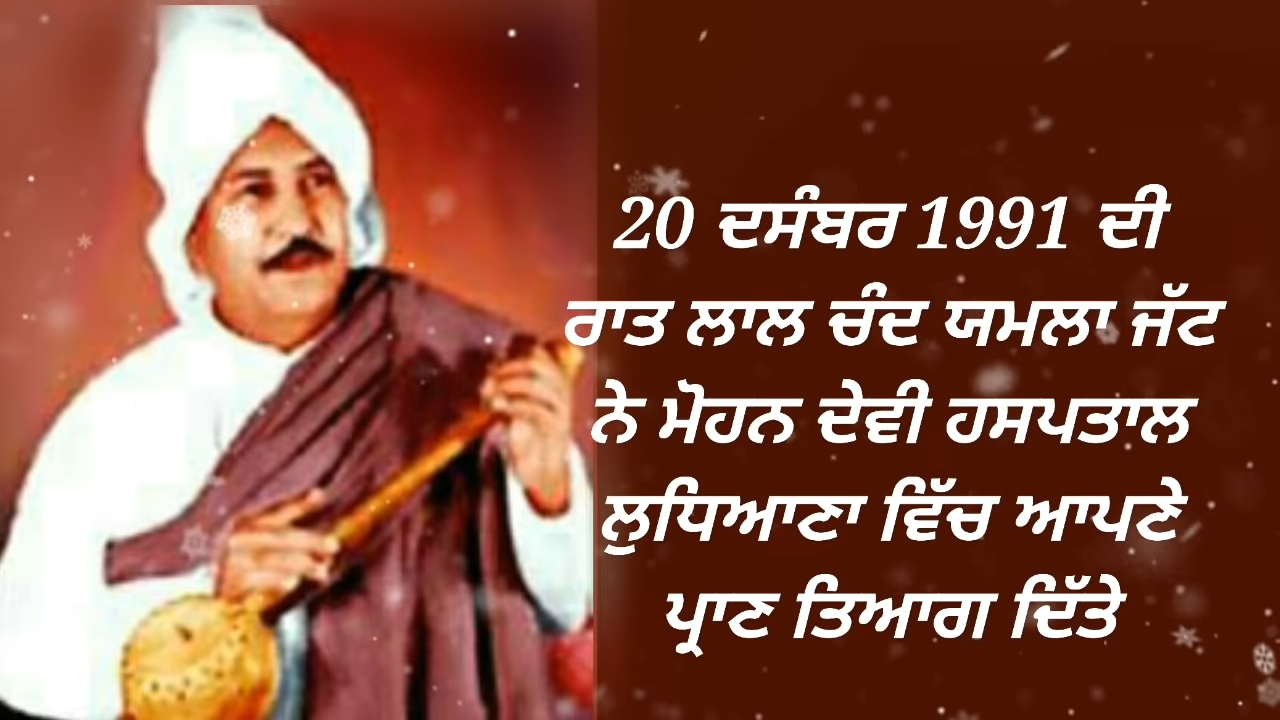 20 ਦਸੰਬਰ 1991 ਦੀ
ਰਾਤ ਲਾਲ ਚੰਦ ਯਮਲਾ ਜੱਟ
ਨੇ ਮੋਹਨ ਦੇਵੀ ਹਸਪਤਾਲ
ਲੁਧਿਆਣਾ ਵਿੱਚ ਆਪਣੇ
ਪ੍ਰਾਣ ਤਿਆਗ ਦਿੱਤੇ